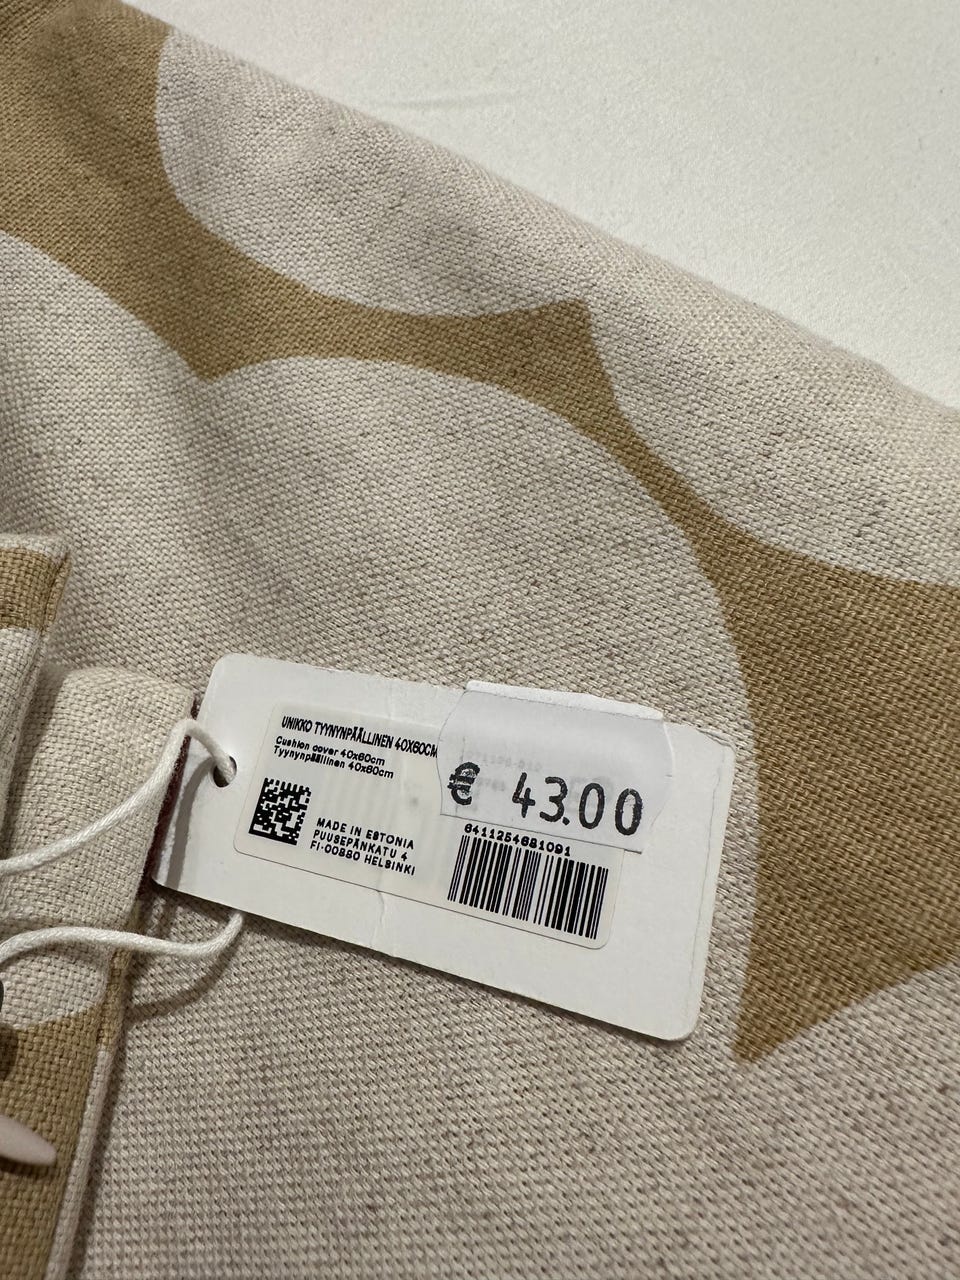 UNIKKO TYYNYNPÄÄLLINEN 40X60CM
Cushion cover 40x60cm
Tyynynpäällinen 40x60cm
€ 43.00
MADE IN ESTONIA
PUUSEPÄNKATU 4
FI-00880 HELSINKI
6411254681091